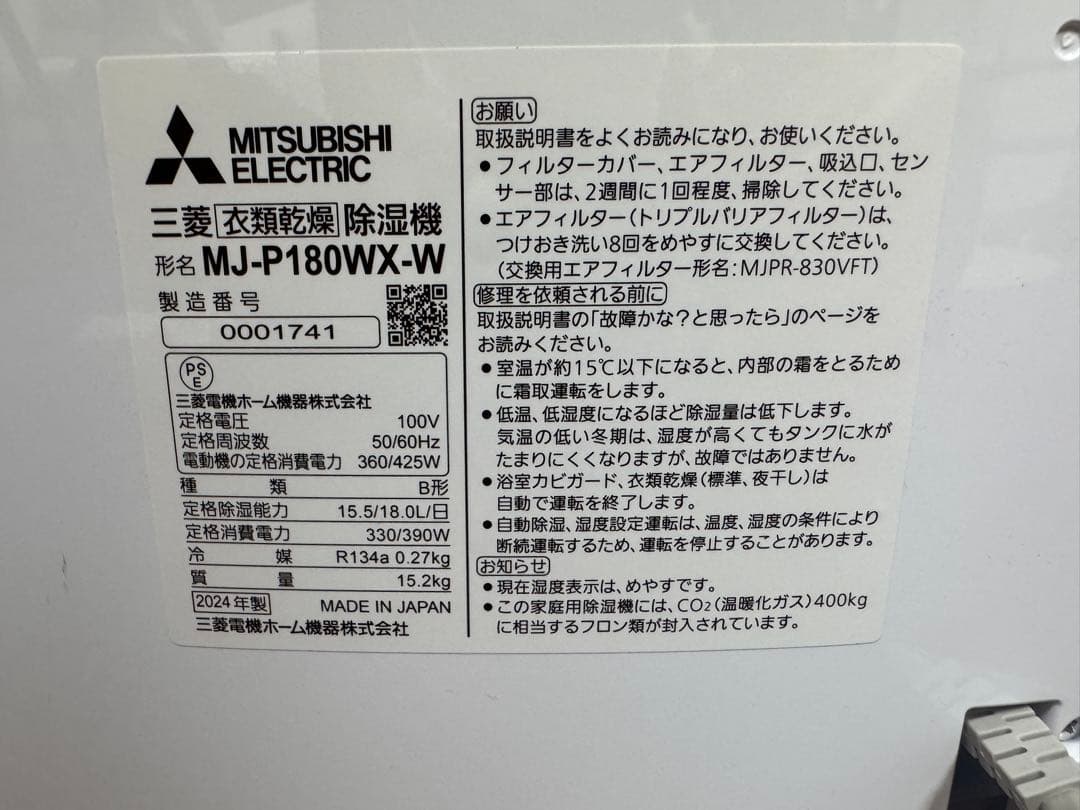 MITSUBISHI
ELECTRIC
三菱 衣類乾燥 除湿機
形名 MJ-P180WX-W
製造番号
0001741
PS
E
三菱電機ホーム機器株式会社
定格電圧 100V
定格周波数 50/60Hz
電動機の定格消費電力 360/425W
種類 B形
定格除湿能力 15.5/18.0L/日
定格消費電力 330/390W
冷媒 R134a 0.27kg
質量 15.2kg
2024年製 MADE IN JAPAN
三菱電機ホーム機器株式会社
お願い
取扱説明書をよくお読みになり、お使いください。
●フィルターカバー、エアフィルター、吸込口、セン
サー部は、2週間に1回程度、掃除してください。
●エアフィルター(トリプルバリアフィルター)は、
つけおき洗い8回をめやすに交換してください。
(交換用エアフィルター形名:MJPR-830VFT)
修理を依頼される前に
取扱説明書の「故障かな?と思ったら」のページを
お読みください。
●室温が約15℃以下になると、内部の霜をとるため
に霜取運転をします。
●低温、低湿度になるほど除湿量は低下します。
気温の低い冬期は、湿度が高くてもタンクに水が
たまりにくくなりますが、故障ではありません。
●浴室カビガード、衣類乾燥(標準、夜干し)は
自動で運転を終了します。
●自動除湿、湿度設定運転は、温度、湿度の条件により
断続運転するため、運転を停止することがあります。
お知らせ
●現在湿度表示は、めやすです。
●この家庭用除湿機には、CO2(温暖化ガス)400kg
に相当するフロン類が封入されています。